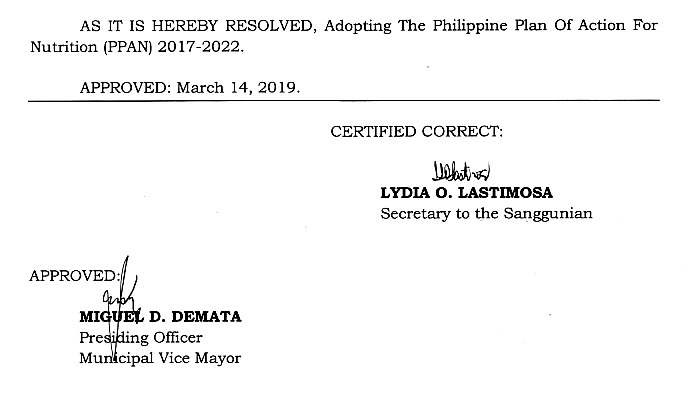 AS IT IS HEREBY RESOLVED, Adopting The Philippine Plan Of Action For
Nutrition (PPAN) 2017-2022.
APPROVED: March 14, 2019.
CERTIFIED CORRECT:
LYDIA O. LASTIMOSA
Secretary to the Sanggunian
APPROVED:
MIGUEL D. DEMATA
Presiding Officer
Municipal Vice Mayor